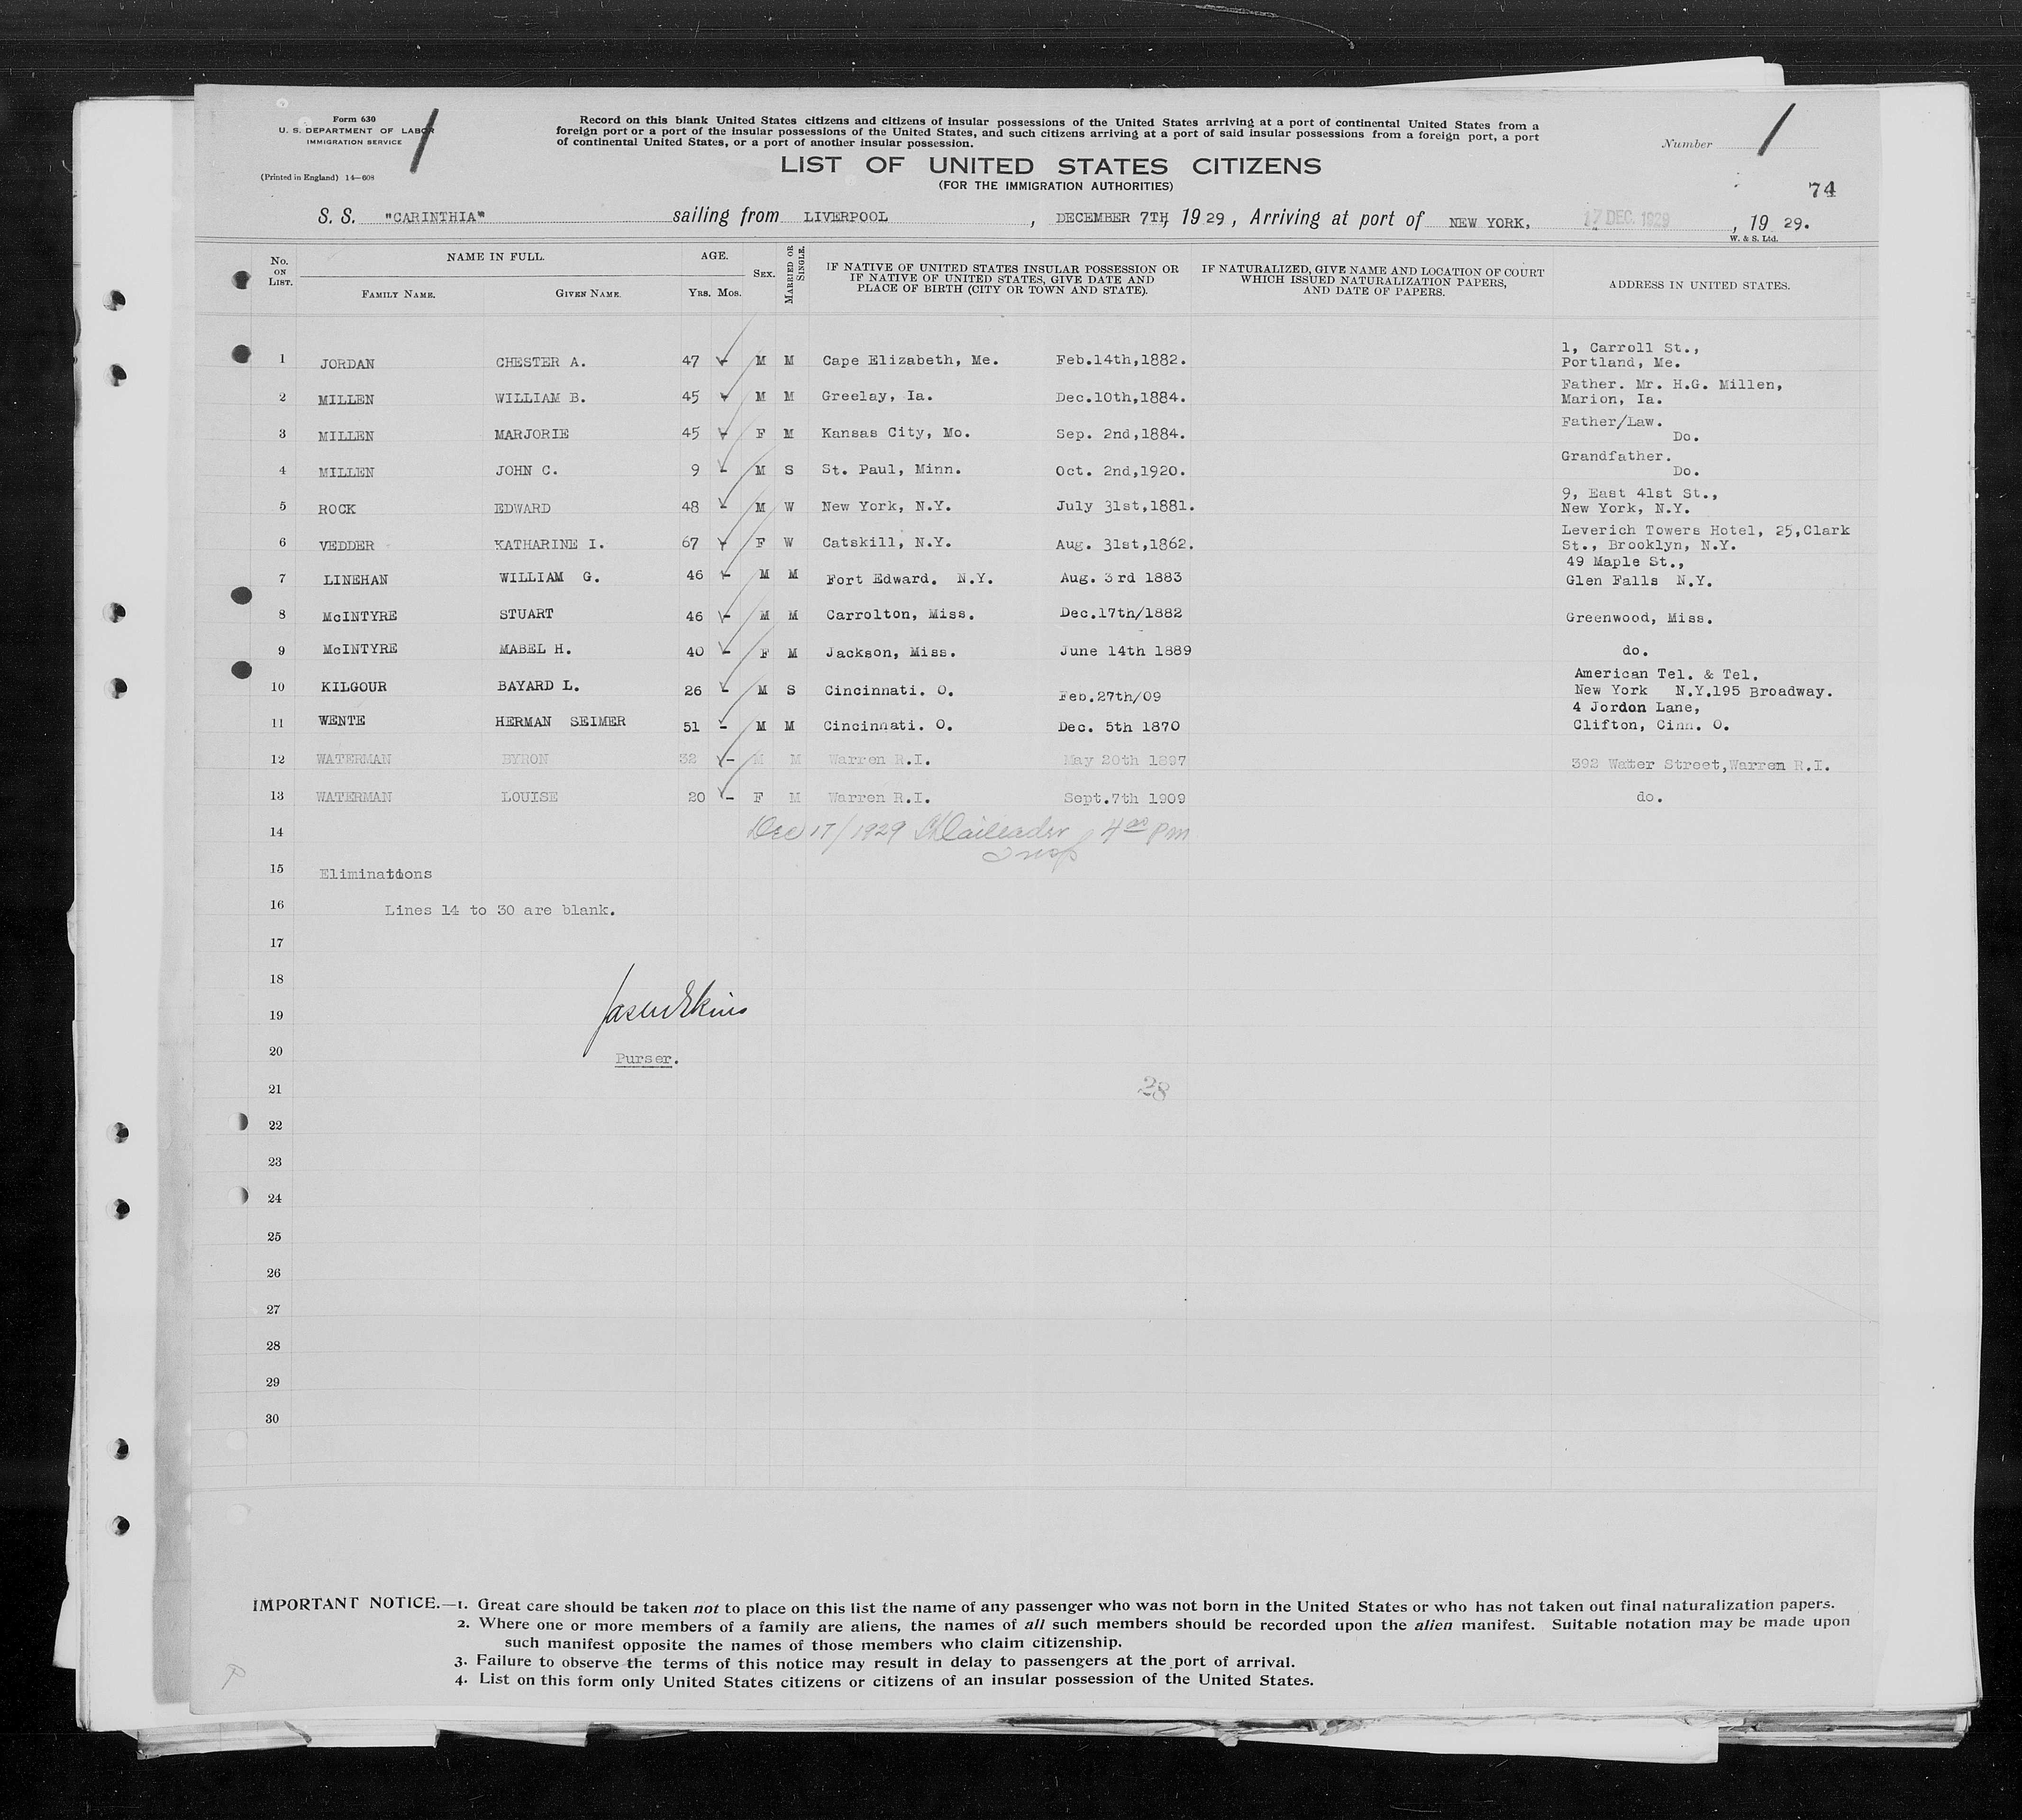 Form 630
U. S. DEPARTMENT OF LABOR
IMMIGRATION SERVICE
(Printed in England) 14—608
Record on this blank United States citizens and citizens of insular possessions of the United States arriving at a port of continental United States from a
foreign port or a port of the insular possessions of the United States, and such citizens arriving at a port of said insular possessions from a foreign port, a port
of continental United States, or a port of another insular possession.
Number 1
LIST OF UNITED STATES CITIZENS
(FOR THE IMMIGRATION AUTHORITIES)
74
S. S. "CARINTHIA" sailing from LIVERPOOL, DECEMBER 7TH, 19 29, Arriving at port of NEW YORK, 17 DEC. 1929, 19 29.
W. & S. Ltd.
No. ON LIST. NAME IN FULL. FAMILY NAME. GIVEN NAME. AGE. YRS. MOS. SEX. MARRIED OR SINGLE. IF NATIVE OF UNITED STATES INSULAR POSSESSION OR IF NATIVE OF UNITED STATES, GIVE DATE AND PLACE OF BIRTH (CITY OR TOWN AND STATE). IF NATURALIZED, GIVE NAME AND LOCATION OF COURT WHICH ISSUED NATURALIZATION PAPERS, AND DATE OF PAPERS. ADDRESS IN UNITED STATES.
1 JORDAN CHESTER A. 47 - M M Cape Elizabeth, Me. Feb.14th,1882. 1, Carroll St., Portland, Me.
2 MILLEN WILLIAM B. 45 - M M Greelay, Ia. Dec.10th,1884. Father. Mr. H.G. Millen, Marion, Ia.
3 MILLEN MARJORIE 45 - F M Kansas City, Mo. Sep. 2nd,1884. Father/Law. Do.
4 MILLEN JOHN C. 9 - M S St. Paul, Minn. Oct. 2nd,1920. Grandfather. Do.
5 ROCK EDWARD 48 - M W New York, N.Y. July 31st,1881. 9, East 41st St., New York, N.Y.
6 VEDDER KATHARINE I. 67 - F W Catskill, N.Y. Aug. 31st,1862. Leverich Towers Hotel, 25,Clark St., Brooklyn, N.Y.
7 LINEHAN WILLIAM G. 46 - M M Fort Edward. N.Y. Aug. 3rd 1883 49 Maple St., Glen Falls N.Y.
8 McINTYRE STUART 46 - M M Carrolton, Miss. Dec.17th/1882 Greenwood, Miss.
9 McINTYRE MABEL H. 40 - F M Jackson, Miss. June 14th 1889 do.
10 KILGOUR BAYARD L. 26 - M S Cincinnati. O. Feb.27th/09 American Tel. & Tel. New York N.Y.195 Broadway.
11 WENTE HERMAN SEIMER 51 - M M Cincinnati. O. Dec. 5th 1870 4 Jordon Lane, Clifton, Cinn. O.
12 WATERMAN BYRON 32 - M M Warren R.I. May 20th 1897 392 Water Street,Warren R.I.
13 WATERMAN LOUISE 20 - F M Warren R.I. Sept.7th 1909 do.
14 Dec 17/1929 4 00 Pm
Insp
15 Eliminations
16 Lines 14 to 30 are blank.
17
18
19
20 Purser.
21 28
22
23
24
25
26
27
28
29
30
IMPORTANT NOTICE.—1. Great care should be taken not to place on this list the name of any passenger who was not born in the United States or who has not taken out final naturalization papers.
2. Where one or more members of a family are aliens, the names of all such members should be recorded upon the alien manifest. Suitable notation may be made upon
such manifest opposite the names of those members who claim citizenship.
3. Failure to observe the terms of this notice may result in delay to passengers at the port of arrival.
4. List on this form only United States citizens or citizens of an insular possession of the United States.